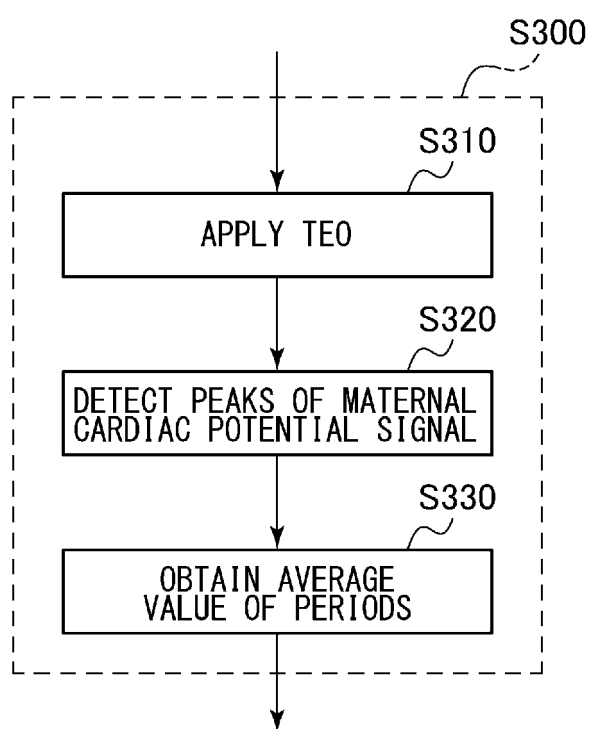 S300
S310
APPLY TEO
S320
DETECT PEAKS OF MATERNAL
CARDIAC POTENTIAL SIGNAL
S330
OBTAIN AVERAGE
VALUE OF PERIODS